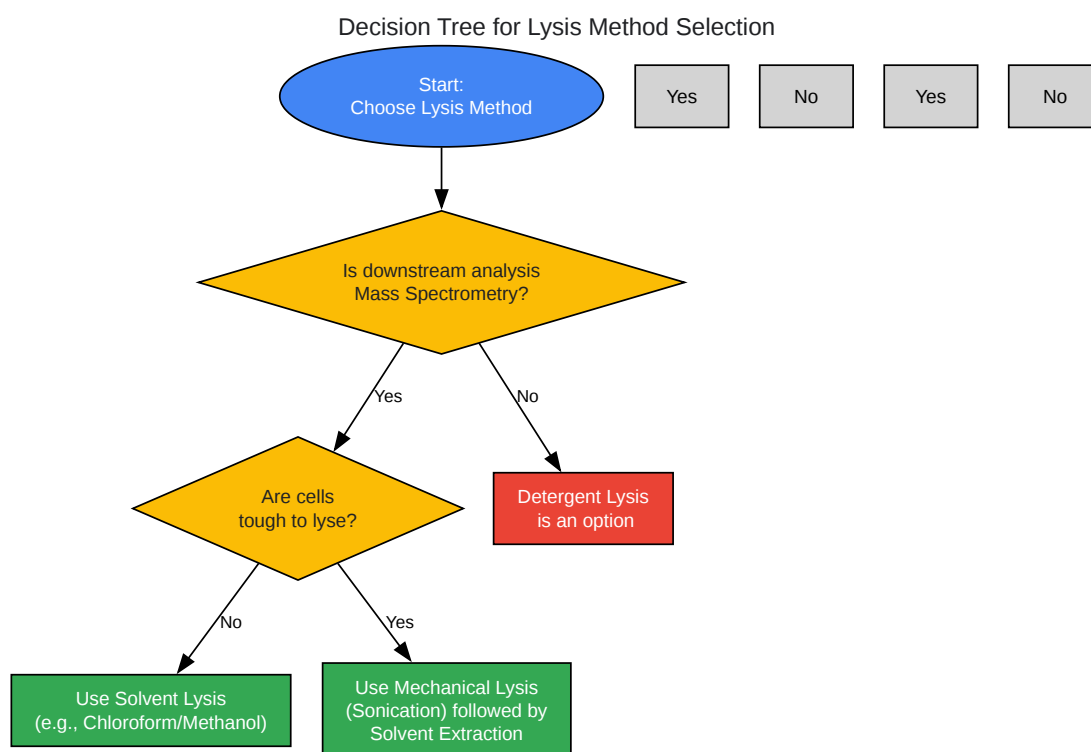 Decision Tree for Lysis Method Selection
Start:
Choose Lysis Method
Yes
No
Yes
No
Is downstream analysis
Mass Spectrometry?
Yes
No
Are cells
tough to lyse?
Detergent Lysis
is an option
No
Yes
Use Solvent Lysis
(e.g., Chloroform/Methanol)
Use Mechanical Lysis
(Sonication) followed by
Solvent Extraction